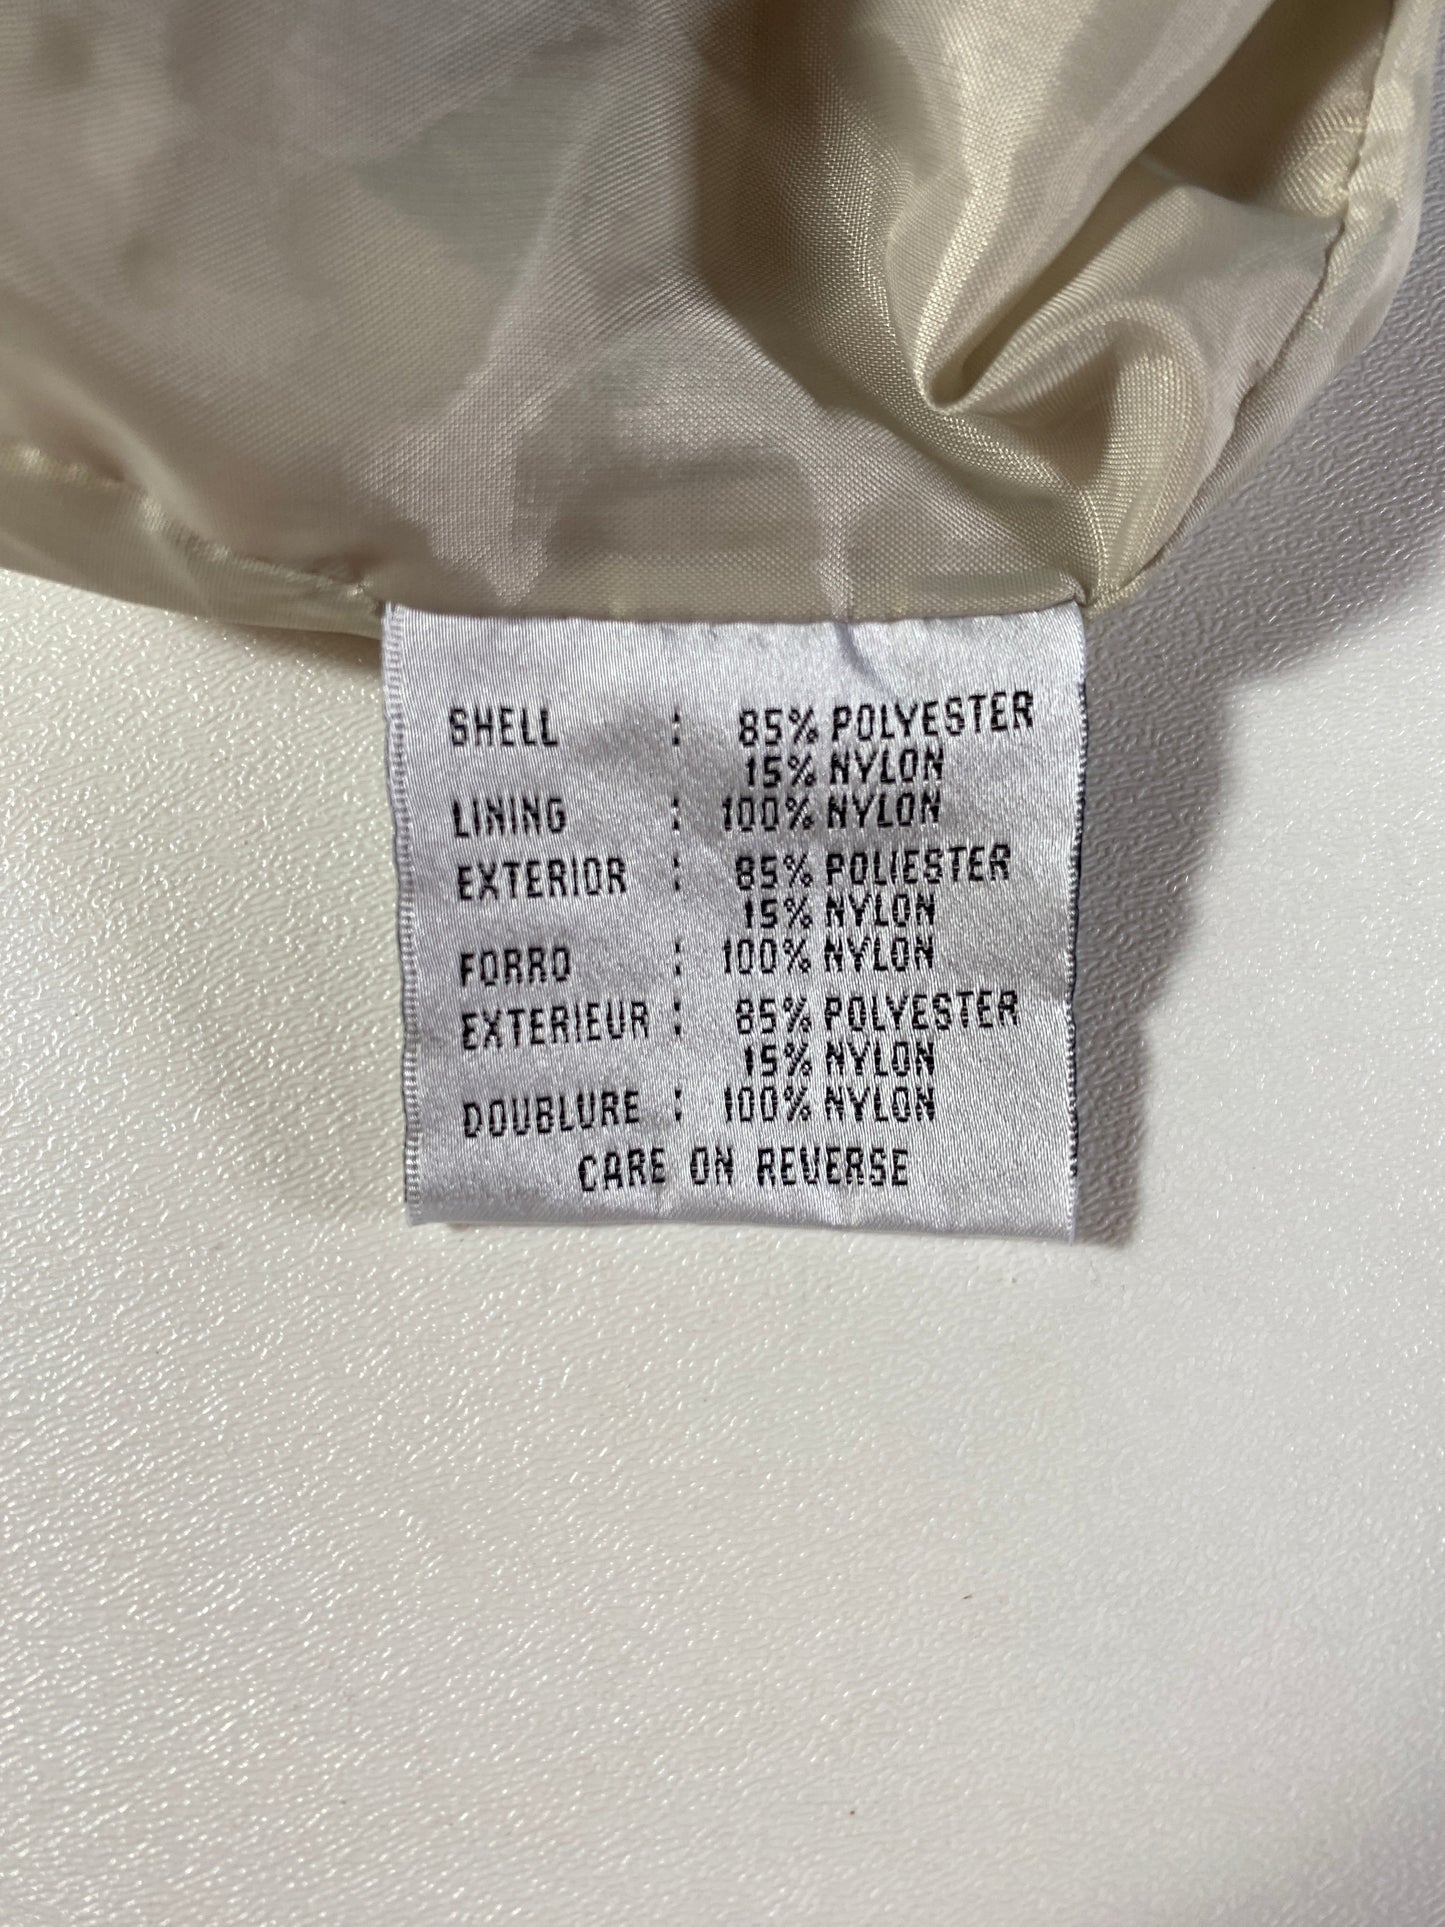 SHELL : 85% POLYESTER
15% NYLON
LINING : 100% NYLON
EXTERIOR : 85% POLIESTER
15% NYLON
FORRO : 100% NYLON
EXTERIEUR : 85% POLYESTER
15% NYLON
DOUBLURE : 100% NYLON
CARE ON REVERSE